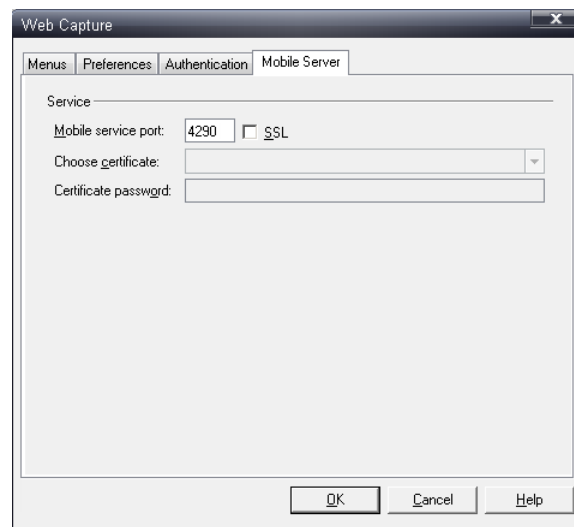 Web Capture
Menus Preferences Authentication Mobile Server
Service
Mobile service port: 4290 SSL
Choose certificate:
Certificate password:
OK Cancel Help